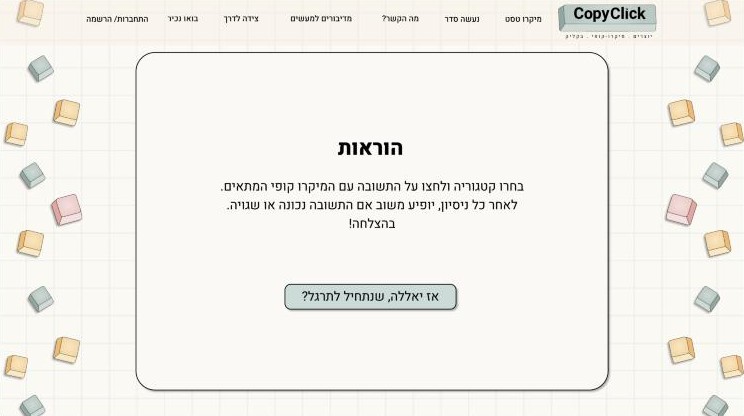 CopyClick
יוצרים . מיקרו-קופי . בקליק
מיקרו טסט
נעשה סדר
מה הקשר?
מדיבורים למעשים
צידה לדרך
בואו נכיר
התחברות/ הרשמה
הוראות
בחרו קטגוריה ולחצו על התשובה עם המיקרו קופי המתאים.
לאחר כל ניסיון, יופיע משוב אם התשובה נכונה או שגויה.
בהצלחה!
אז יאללה, שנתחיל לתרגל?